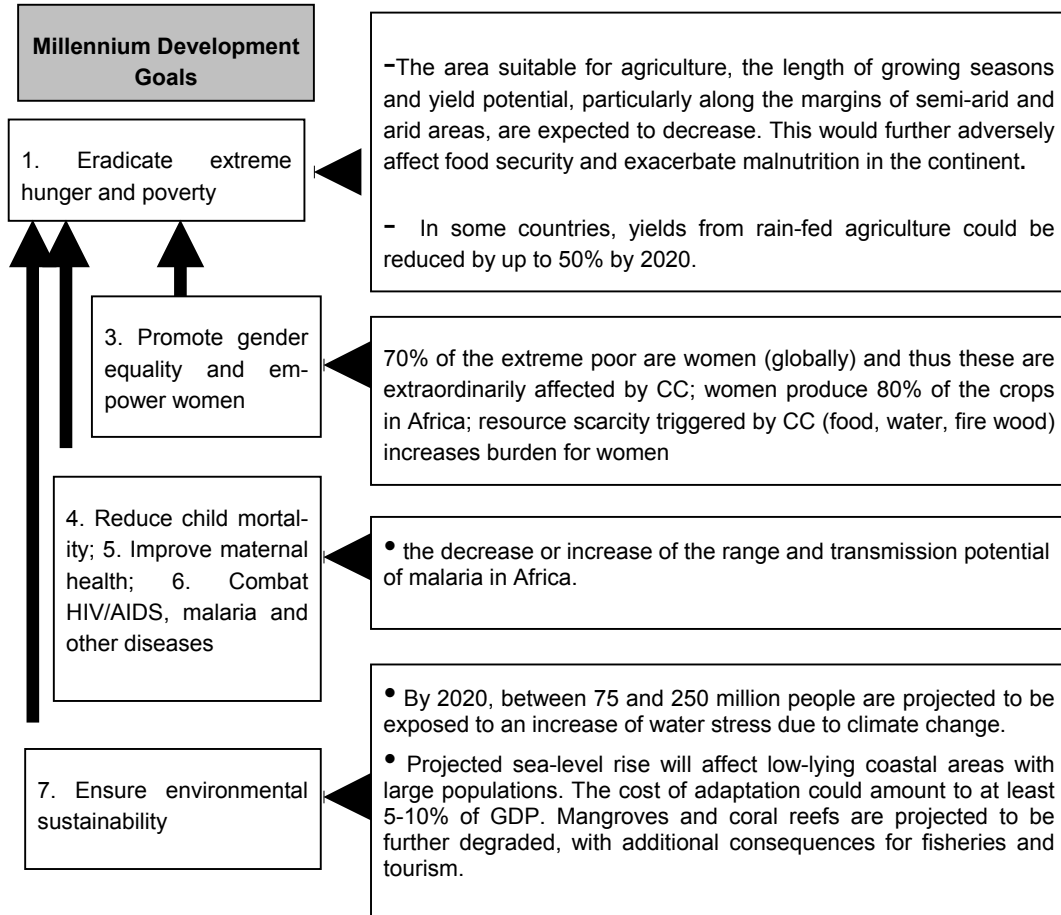 Millennium Development
Goals
1. Eradicate extreme
hunger and poverty
-The area suitable for agriculture, the length of growing seasons
and yield potential, particularly along the margins of semi-arid and
arid areas, are expected to decrease. This would further adversely
affect food security and exacerbate malnutrition in the continent.
- In some countries, yields from rain-fed agriculture could be
reduced by up to 50% by 2020.
3. Promote gender
equality and em-
power women
70% of the extreme poor are women (globally) and thus these are
extraordinarily affected by CC; women produce 80% of the crops
in Africa; resource scarcity triggered by CC (food, water, fire wood)
increases burden for women
4. Reduce child mortal-
ity; 5. Improve maternal
health; 6. Combat
HIV/AIDS, malaria and
other diseases
• the decrease or increase of the range and transmission potential
of malaria in Africa.
7. Ensure environmental
sustainability
• By 2020, between 75 and 250 million people are projected to be
exposed to an increase of water stress due to climate change.
• Projected sea-level rise will affect low-lying coastal areas with
large populations. The cost of adaptation could amount to at least
5-10% of GDP. Mangroves and coral reefs are projected to be
further degraded, with additional consequences for fisheries and
tourism.